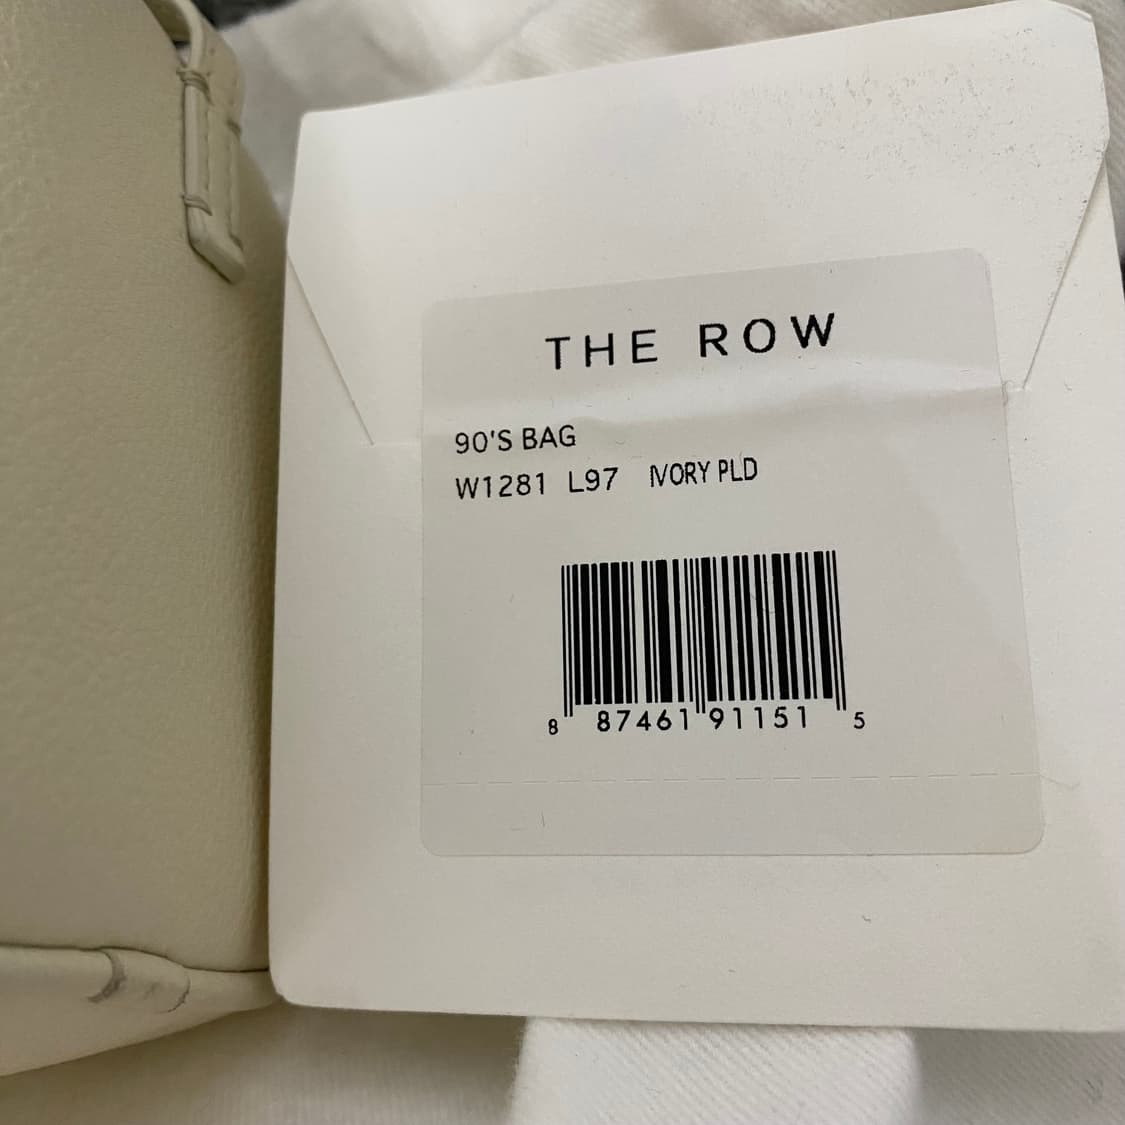 THE ROW
90'S BAG
W1281 L97 IVORY PLD
8 87461 91151 5